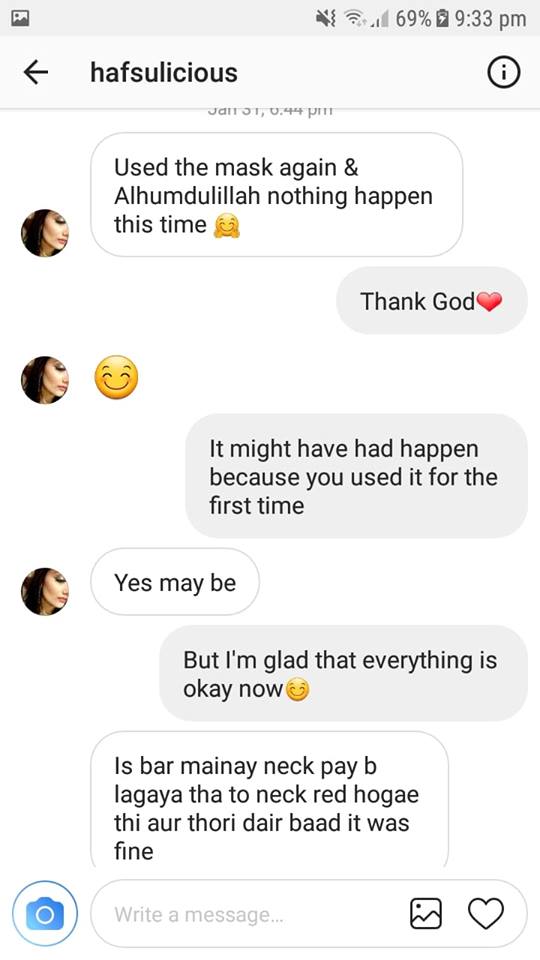 69% 9:33 pm
hafsulicious
Jan 31, 6:44 pm
Used the mask again &
Alhumdulillah nothing happen
this time 🤗
Thank God❤️
😊
It might have had happen
because you used it for the
first time
Yes may be
But I'm glad that everything is
okay now😊
Is bar mainay neck pay b
lagaya tha to neck red hogae
thi aur thori dair baad it was
fine
Write a message...